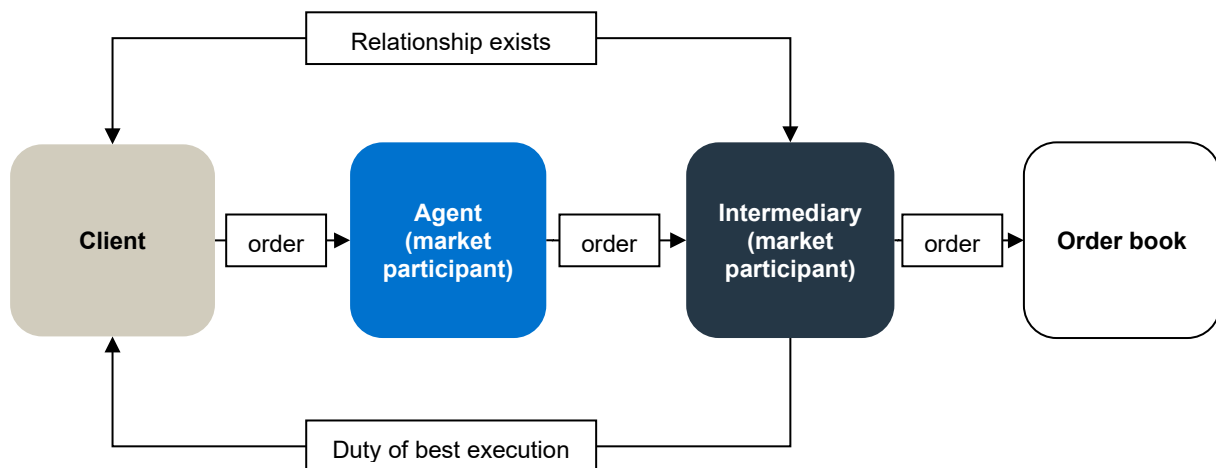 Relationship exists
Client
order
Agent
(market
participant)
order
Intermediary
(market
participant)
order
Order book
Duty of best execution